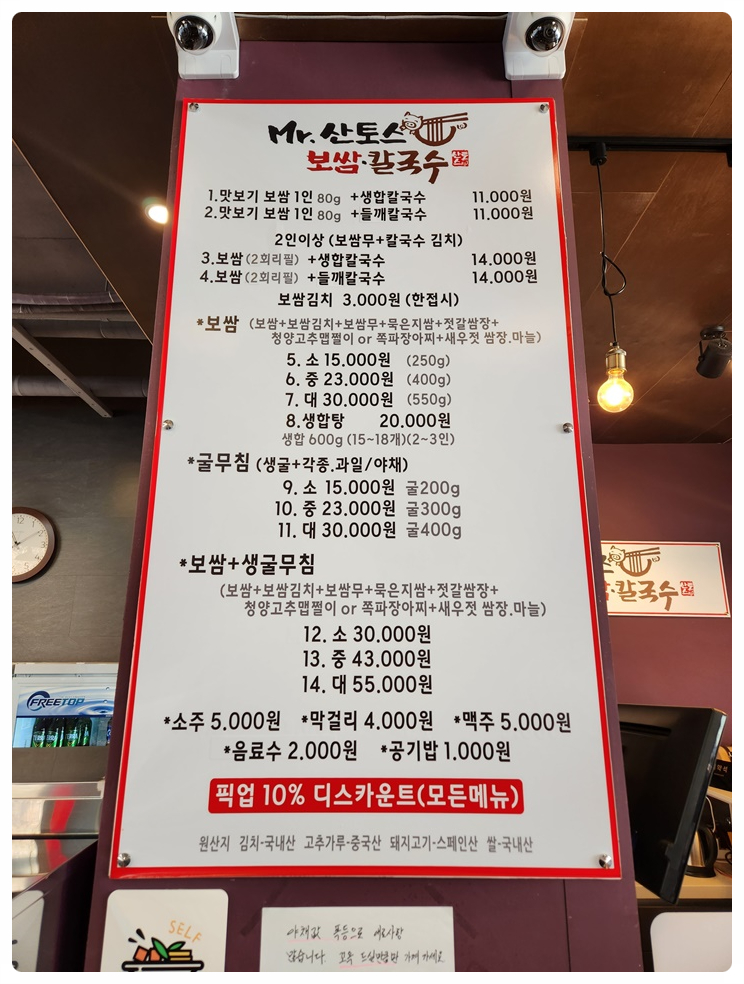 Mr. 산토스
보쌈·칼국수
1.맛보기 보쌈 1인 80g +생합칼국수 11.000원
2.맛보기 보쌈 1인 80g +들깨칼국수 11.000원
2인이상 (보쌈무+칼국수 김치)
3.보쌈(2회리필) +생합칼국수 14.000원
4.보쌈(2회리필) +들깨칼국수 14.000원
보쌈김치 3.000원 (한접시)
*보쌈 (보쌈+보쌈김치+보쌈무+묵은지쌈+젓갈쌈장+
청양고추맵쩔이 or 쪽파장아찌+새우젓 쌈장.마늘)
5. 소 15.000원 (250g)
6. 중 23.000원 (400g)
7. 대 30.000원 (550g)
8.생합탕 20.000원
생합 600g (15~18개)(2~3인)
*굴무침 (생굴+각종.과일/야채)
9. 소 15.000원 굴200g
10. 중 23.000원 굴300g
11. 대 30.000원 굴400g
*보쌈+생굴무침
(보쌈+보쌈김치+보쌈무+묵은지쌈+젓갈쌈장+
청양고추맵쩔이 or 쪽파장아찌+새우젓 쌈장.마늘)
12. 소 30.000원
13. 중 43.000원
14. 대 55.000원
*소주 5.000원 *막걸리 4.000원 *맥주 5.000원
*음료수 2.000원 *공기밥 1.000원
픽업 10% 디스카운트(모든메뉴)
원산지 김치-국내산 고추가루-중국산 돼지고기-스페인산 쌀-국내산
칼국수
FREETOP
SELF
야채값 폭등으로
않습니다.